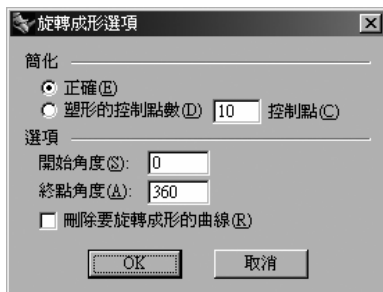 旋轉成形選項
簡化
正確(E)
塑形的控制點數(D) 10 控制點(C)
選項
開始角度(S): 0
終點角度(A): 360
刪除要旋轉成形的曲線(R)
OK 取消